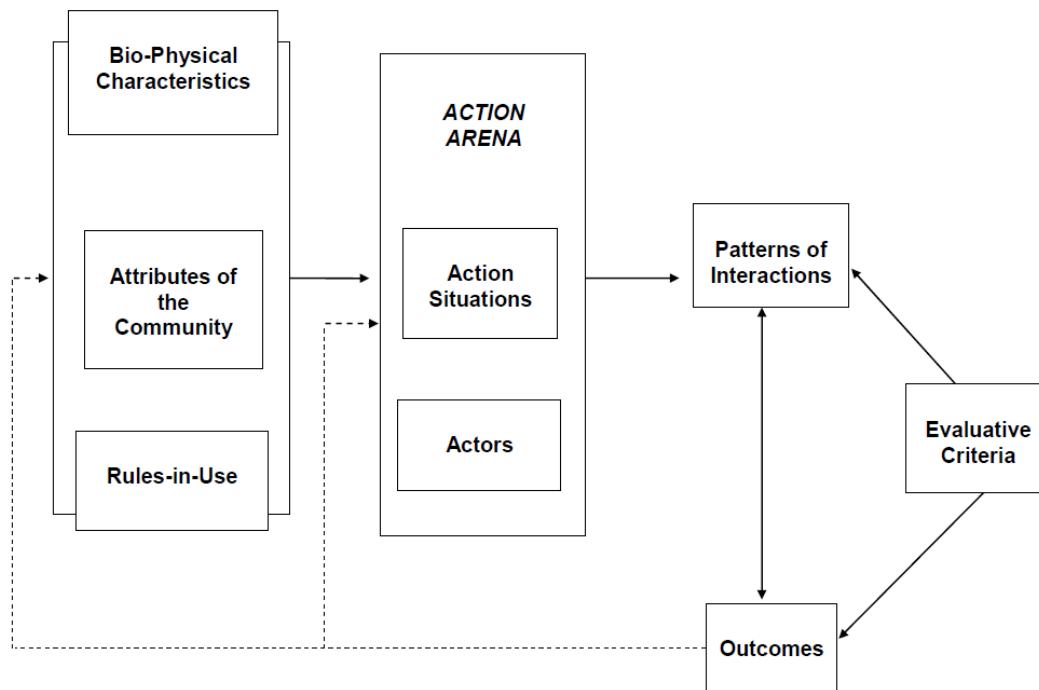 Bio-Physical
Characteristics
Attributes of
the
Community
Rules-in-Use
ACTION
ARENA
Action
Situations
Actors
Patterns of
Interactions
Evaluative
Criteria
Outcomes